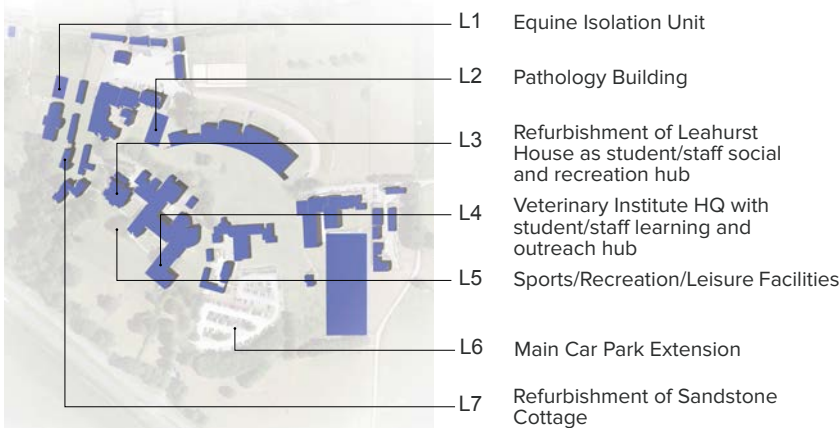 L1 Equine Isolation Unit
L2 Pathology Building
L3 Refurbishment of Leahurst
House as student/staff social
and recreation hub
L4 Veterinary Institute HQ with
student/staff learning and
outreach hub
L5 Sports/Recreation/Leisure Facilities
L6 Main Car Park Extension
L7 Refurbishment of Sandstone
Cottage